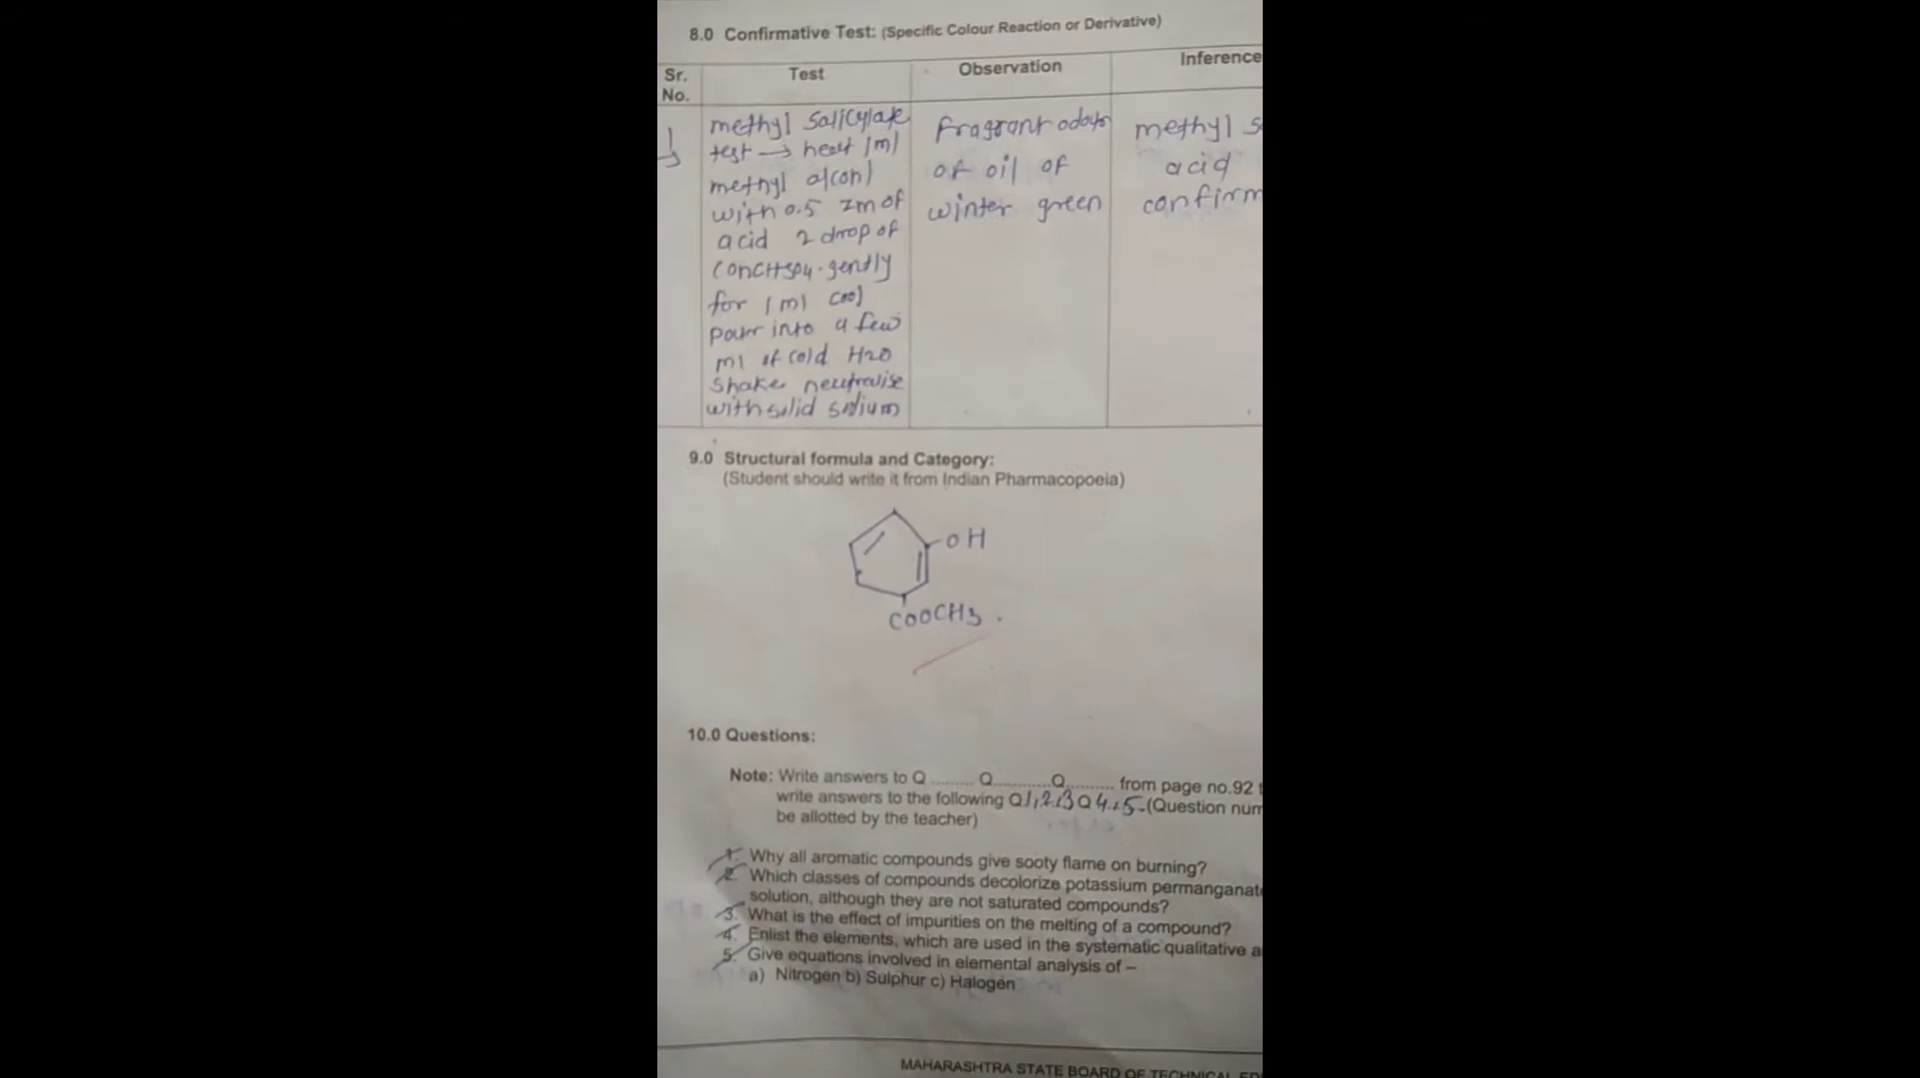 8.0 Confirmative Test: (Specific Colour Reaction or Derivative)
Sr. No.
Test
Observation
Inference
1
methyl salicylate
test → heat 1ml
methyl alcohl
with 0.5 zm of
acid 2 drop of
conc H2SO4. gently
for 1 ml cool
pour into a few
ml of cold H2O
shake neutralise
with solid sodium
Fragrant odour
of oil of
winter green
methyl s
acid
confirm
9.0 Structural formula and Category:
(Student should write it from Indian Pharmacopoeia)
OH
COOCH3.
10.0 Questions:
Note: Write answers to Q ......... Q............Q.......... from page no.92 t
write answers to the following Q1,2,3 Q 4,5-(Question num
be allotted by the teacher)
1. Why all aromatic compounds give sooty flame on burning?
2. Which classes of compounds decolorize potassium permanganate
solution, although they are not saturated compounds?
3. What is the effect of impurities on the melting of a compound?
4. Enlist the elements, which are used in the systematic qualitative a
5. Give equations involved in elemental analysis of –
a) Nitrogen b) Sulphur c) Halogen
MAHARASHTRA STATE BOARD OF TECHNICAL ED